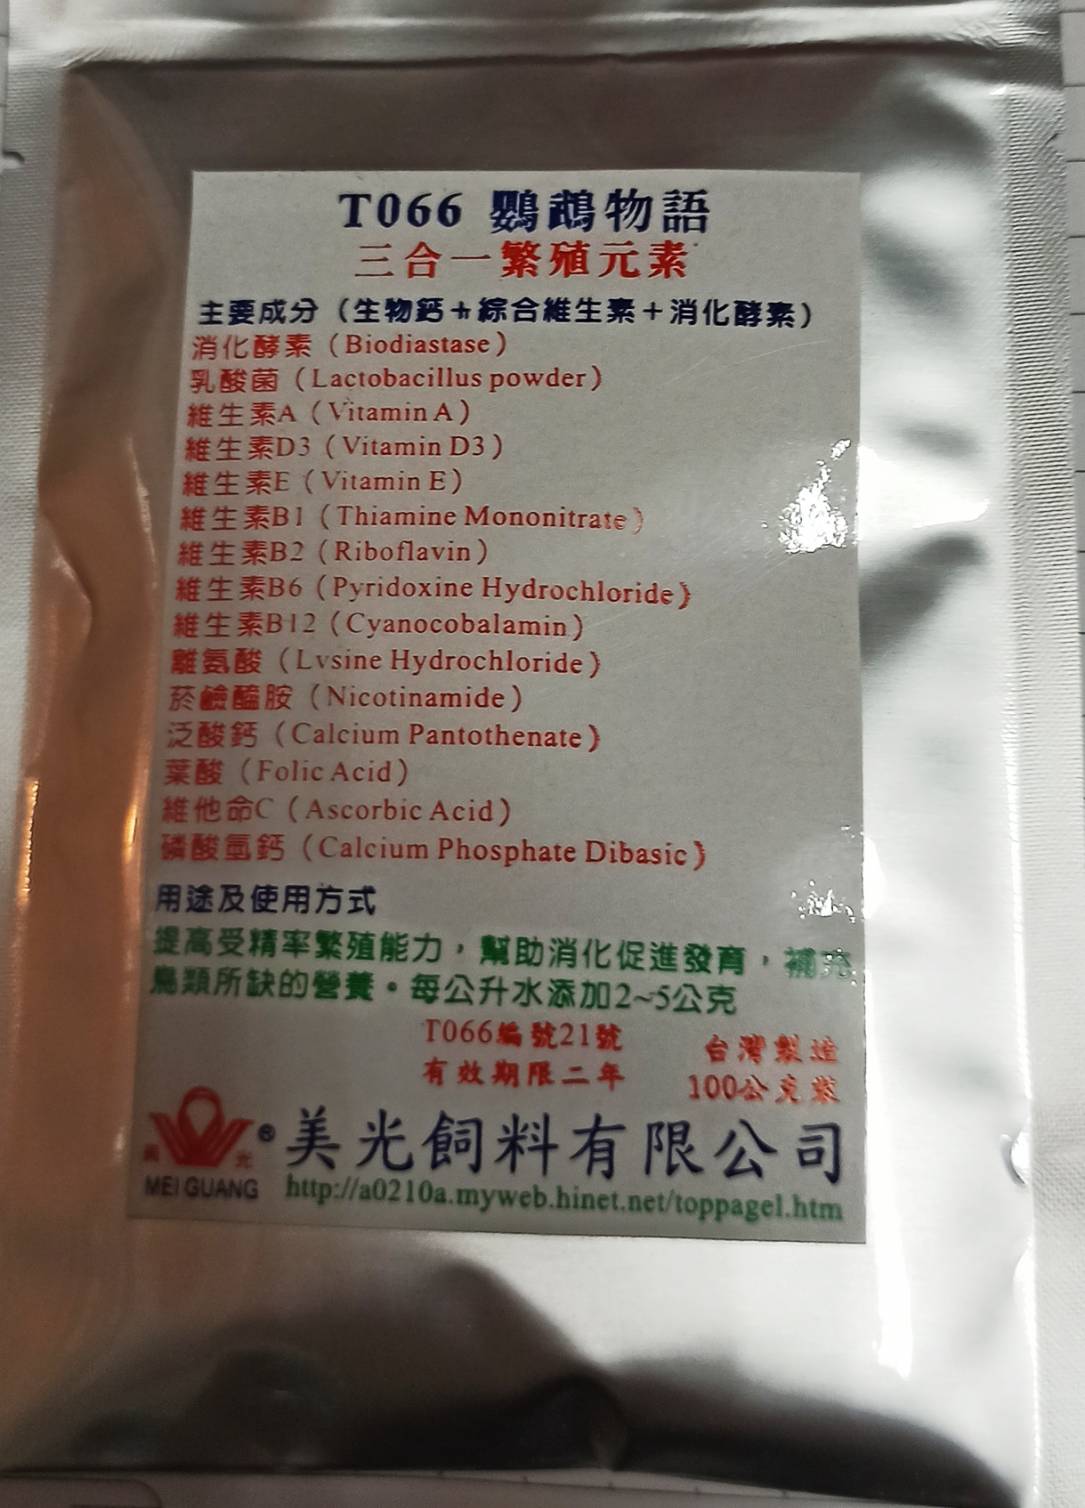 T066 鸚鵡物語
三合一繁殖元素
主要成分（生物鈣＋綜合維生素＋消化酵素）
消化酵素（Biodiastase）
乳酸菌（Lactobacillus powder）
維生素A（Vitamin A）
維生素D3（Vitamin D3）
維生素E（Vitamin E）
維生素B1（Thiamine Mononitrate）
維生素B2（Riboflavin）
維生素B6（Pyridoxine Hydrochloride）
維生素B12（Cyanocobalamin）
離氨酸（Lysine Hydrochloride）
菸鹼醯胺（Nicotinamide）
泛酸鈣（Calcium Pantothenate）
葉酸（Folic Acid）
維他命C（Ascorbic Acid）
磷酸氫鈣（Calcium Phosphate Dibasic）
用途及使用方式
提高受精率繁殖能力，幫助消化促進發育，補充
鳥類所缺的營養。每公升水添加2~5公克
T066編號21號
台灣製造
有效期限二年
100公克裝
美光®美光飼料有限公司
MEI GUANG http://a0210a.myweb.hinet.net/toppage1.htm